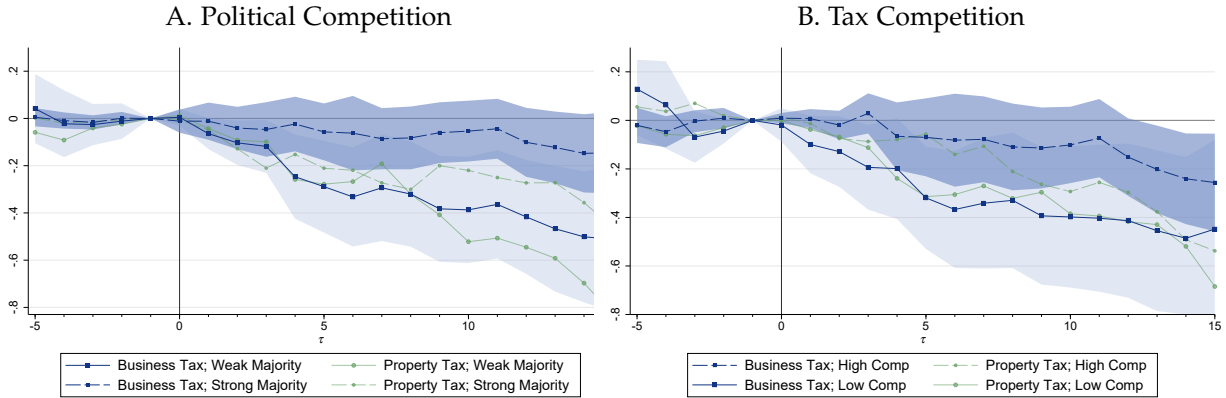 A. Political Competition
.2
0
-.2
-.4
-.6
-.8
-5
0
5
10
τ
Business Tax; Weak Majority
Property Tax; Weak Majority
Business Tax; Strong Majority
Property Tax; Strong Majority
B. Tax Competition
.2
0
-.2
-.4
-.6
-.8
-5
0
5
10
15
τ
Business Tax; High Comp
Property Tax; High Comp
Business Tax; Low Comp
Property Tax; Low Comp